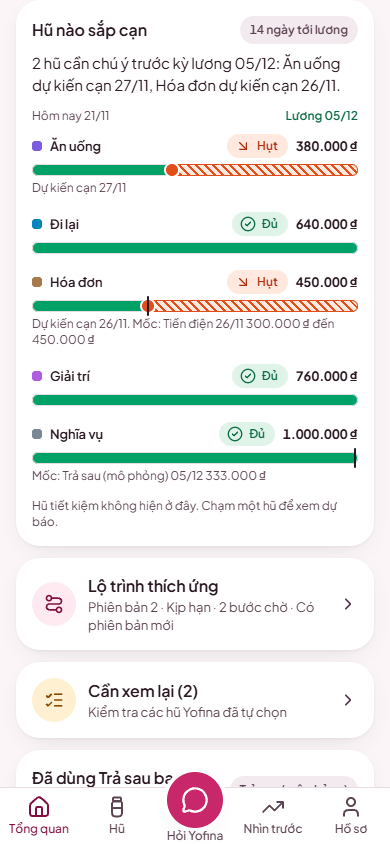 Hũ nào sắp cạn
14 ngày tới lương
2 hũ cần chú ý trước kỳ lương 05/12: Ăn uống
dự kiến cạn 27/11, Hóa đơn dự kiến cạn 26/11.
Hôm nay 21/11
Lương 05/12
Ăn uống
Hụt
380.000 ₫
Dự kiến cạn 27/11
Đi lại
Đủ
640.000 ₫
Hóa đơn
Hụt
450.000 ₫
Dự kiến cạn 26/11. Mốc: Tiền điện 26/11 300.000 ₫ đến
450.000 ₫
Giải trí
Đủ
760.000 ₫
Nghĩa vụ
Đủ
1.000.000 ₫
Mốc: Trả sau (mô phỏng) 05/12 333.000 ₫
Hũ tiết kiệm không hiện ở đây. Chạm một hũ để xem dự
báo.
Lộ trình thích ứng
Phiên bản 2 · Kịp hạn · 2 bước chờ · Có
phiên bản mới
Cần xem lại (2)
Kiểm tra các hũ Yofina đã tự chọn
Đã dùng Trả sau
Tổng quan
Hũ
Hỏi Yofina
Nhìn trước
Hồ sơ